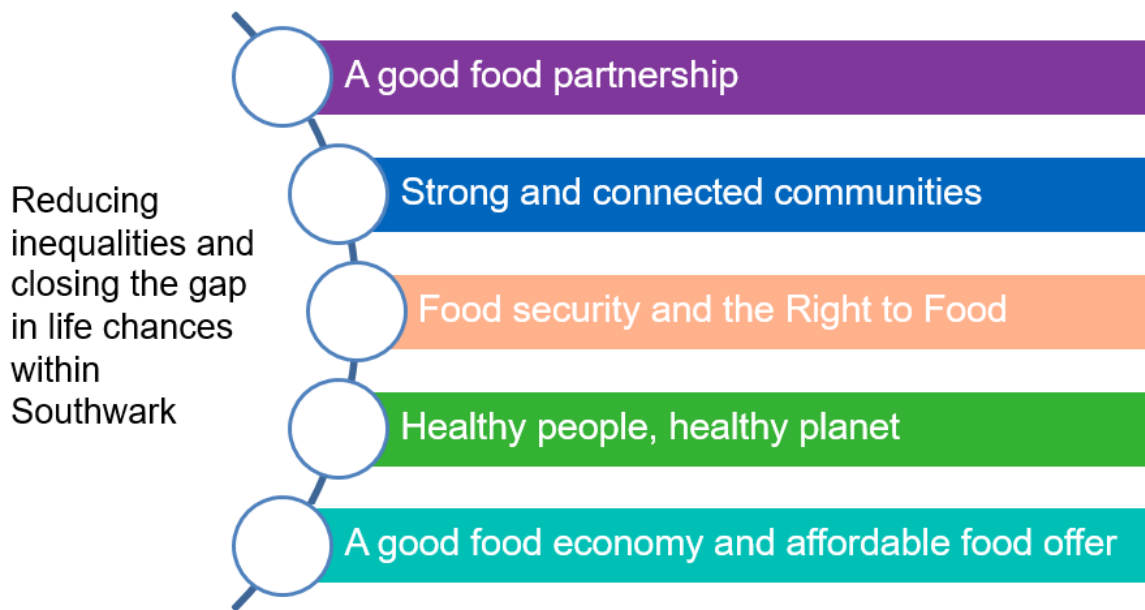 Reducing
inequalities and
closing the gap
in life chances
within
Southwark
A good food partnership
Strong and connected communities
Food security and the Right to Food
Healthy people, healthy planet
A good food economy and affordable food offer